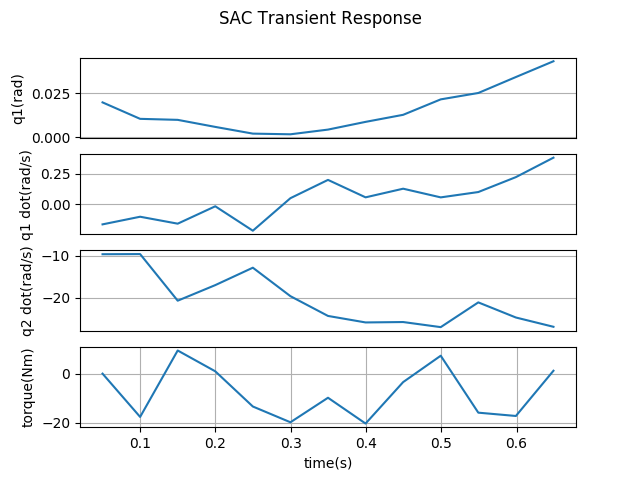 SAC Transient Response
q1(rad)
0.025
0.000
q1 dot(rad/s)
0.25
0.00
q2 dot(rad/s)
−10
−20
torque(Nm)
0
−20
0.1 0.2 0.3 0.4 0.5 0.6
time(s)